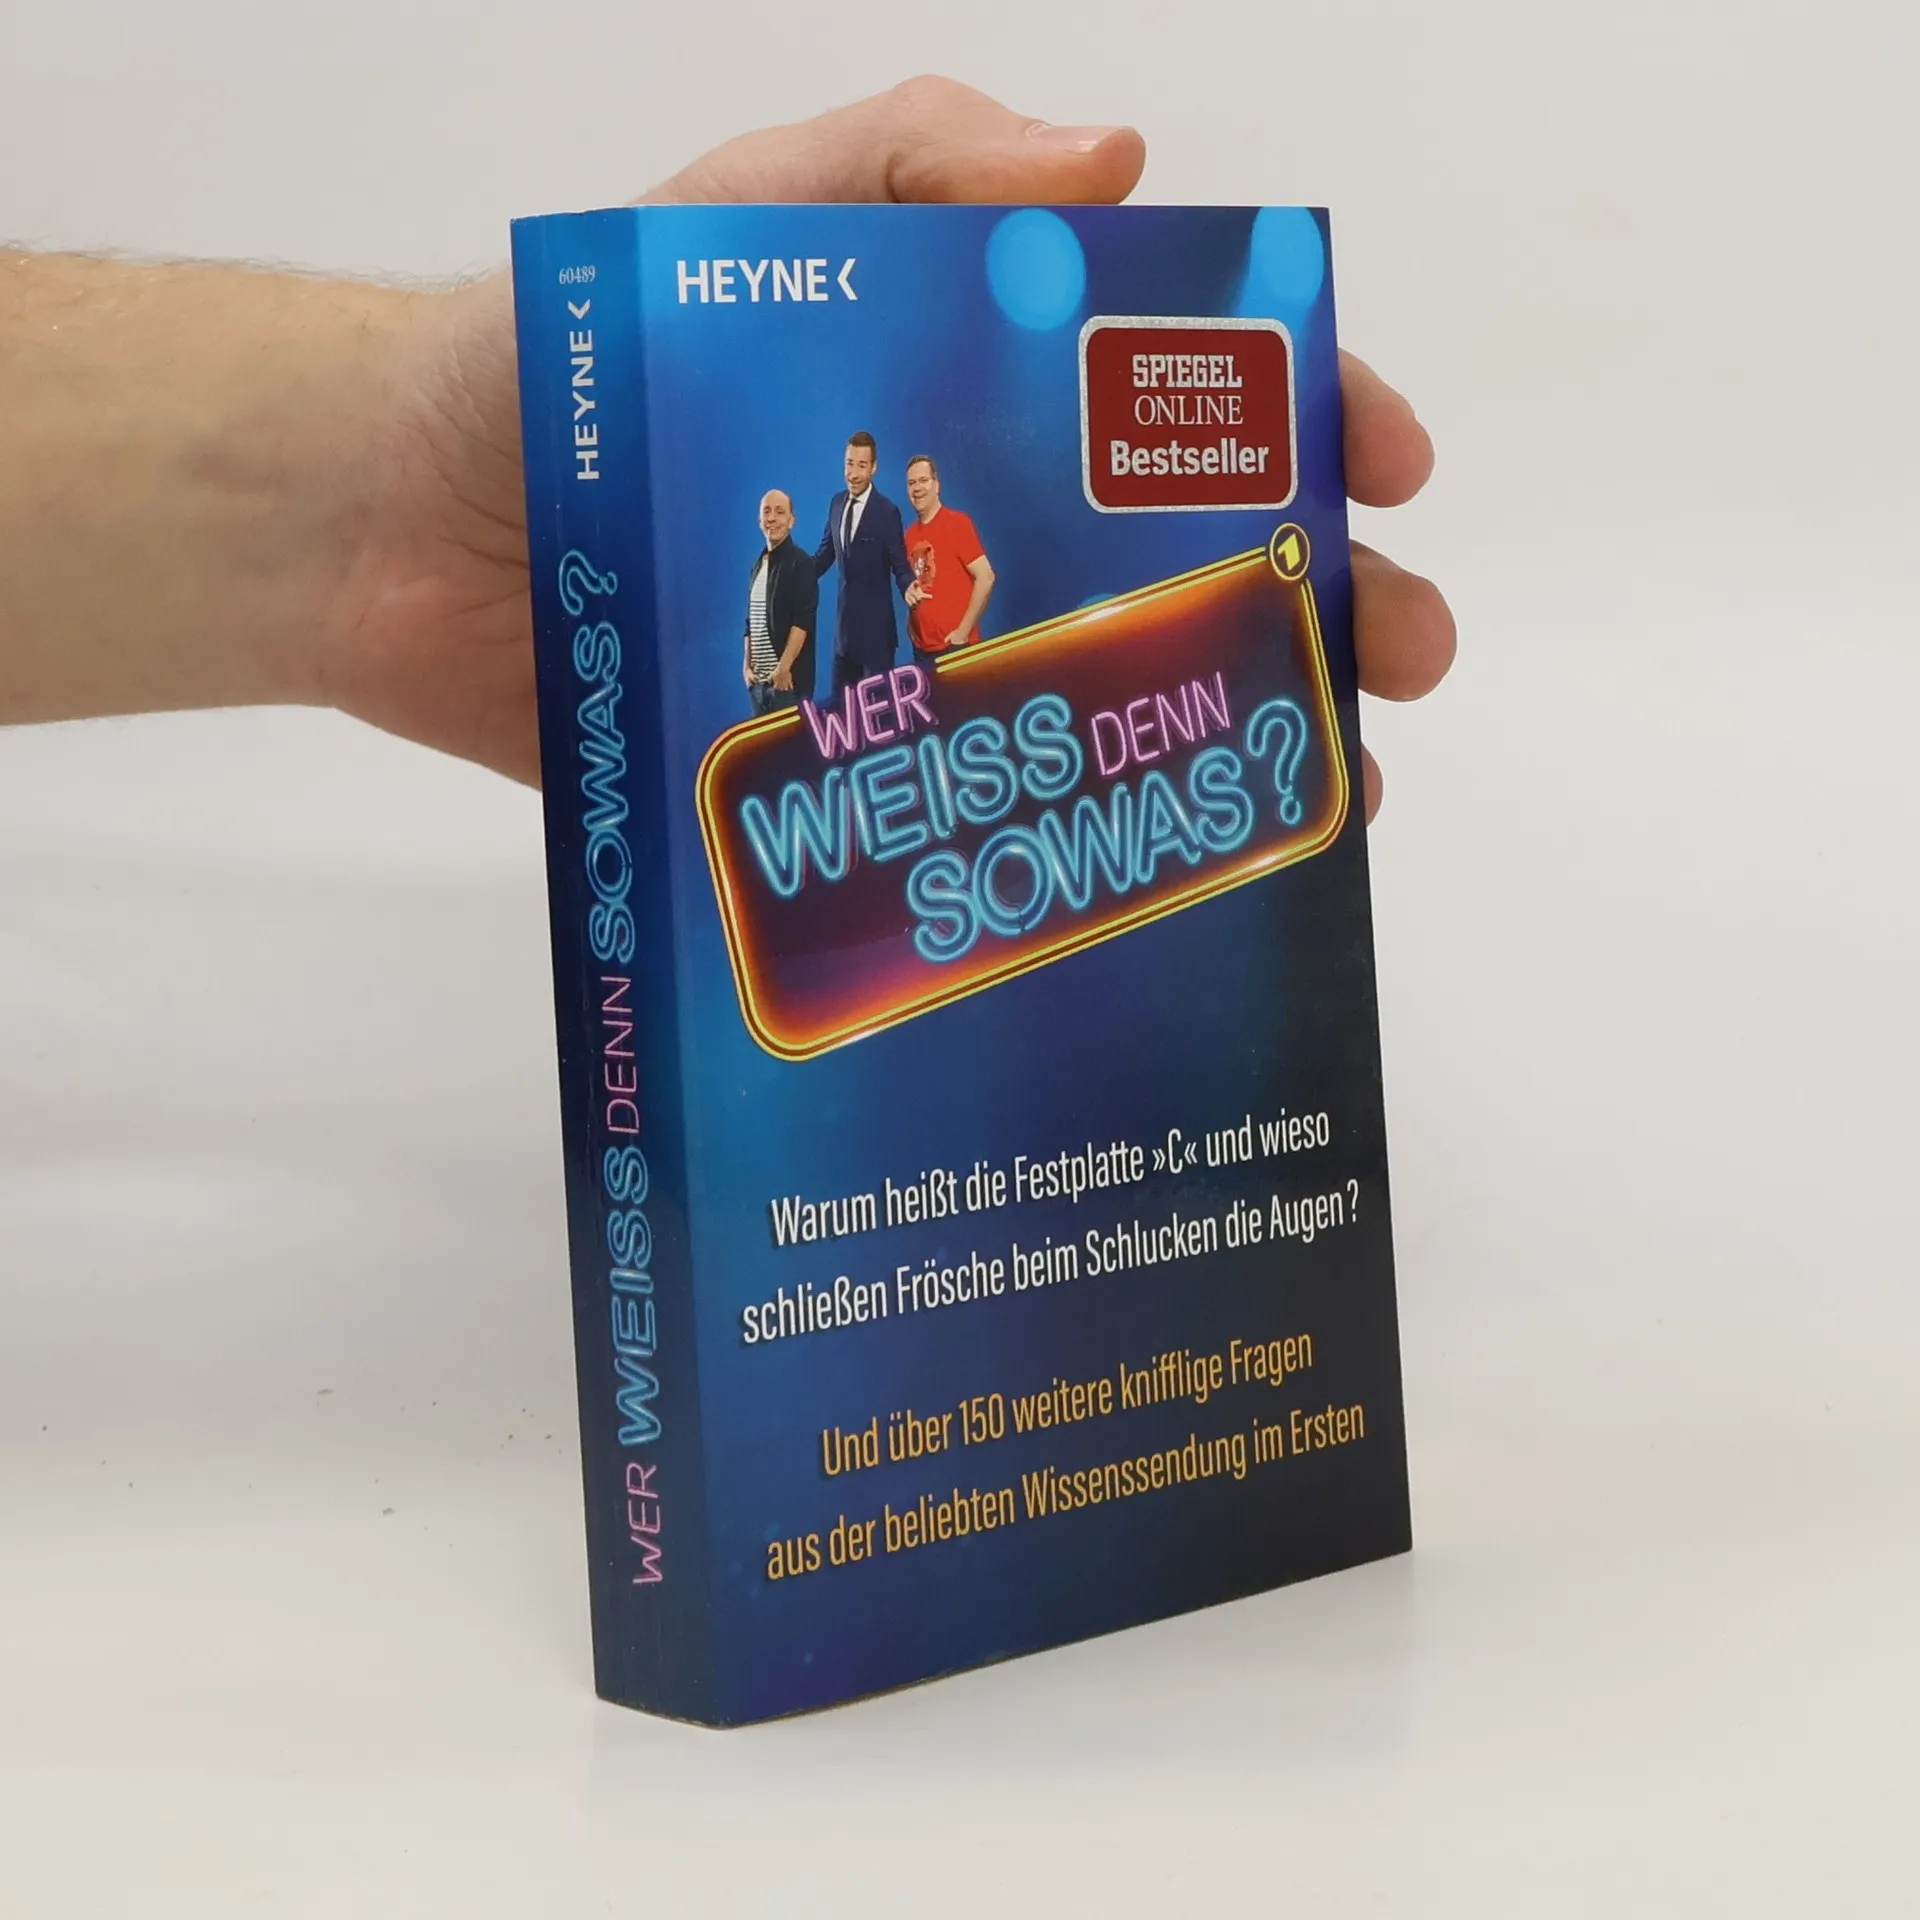 60489
HEYNE
WER WEISS DENN SOWAS?
HEYNE
SPIEGEL
ONLINE
Bestseller
1
WER
WEISS DENN
SOWAS?
Warum heißt die Festplatte »C« und wieso
schließen Frösche beim Schlucken die Augen?
Und über 150 weitere knifflige Fragen
aus der beliebten Wissenssendung im Ersten